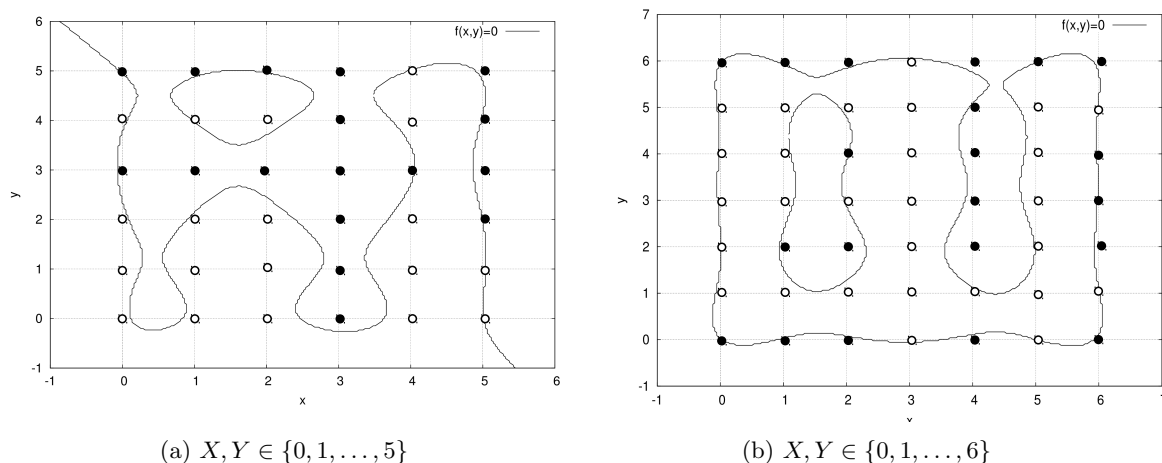 6
5
4
3
2
1
0
-1
-1 0 1 2 3 4 5 6
y
x
f(x,y)=0
(a) X, Y ∈ {0, 1, . . . , 5}
7
6
5
4
3
2
1
0
-1
-1 0 1 2 3 4 5 6 7
y
f(x,y)=0
(b) X, Y ∈ {0, 1, . . . , 6}